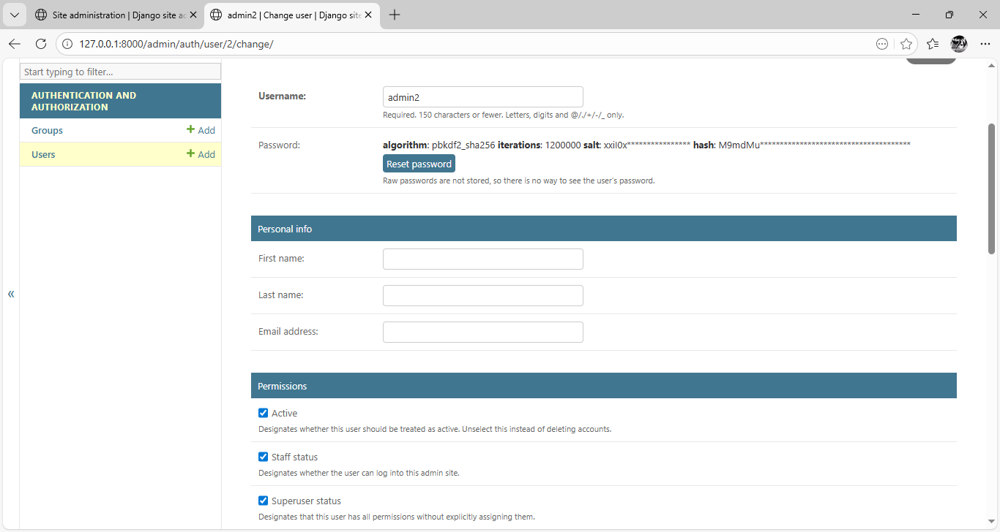 Site administration | Django site ad
admin2 | Change user | Django site
127.0.0.1:8000/admin/auth/user/2/change/
Start typing to filter...
AUTHENTICATION AND
AUTHORIZATION
Groups
+ Add
Users
+ Add
«
Username:
admin2
Required. 150 characters or fewer. Letters, digits and @/./+/-/_ only.
Password:
algorithm: pbkdf2_sha256 iterations: 1200000 salt: xxiI0x**************** hash: M9mdMu**************************************
Reset password
Raw passwords are not stored, so there is no way to see the user's password.
Personal info
First name:
Last name:
Email address:
Permissions
Active
Designates whether this user should be treated as active. Unselect this instead of deleting accounts.
Staff status
Designates whether the user can log into this admin site.
Superuser status
Designates that this user has all permissions without explicitly assigning them.